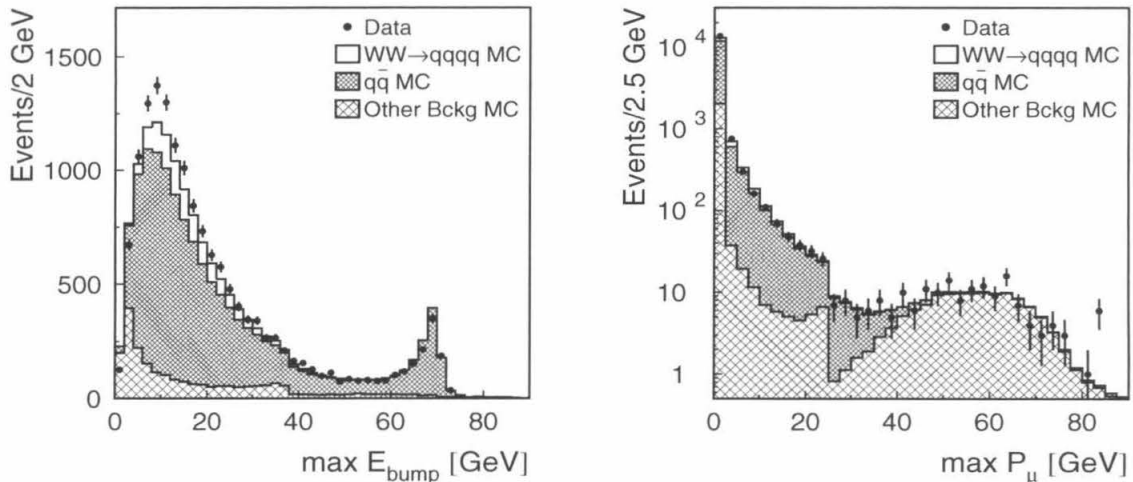 Events/2 GeV
1500
1000
500
0
0 20 40 60 80
max E_bump [GeV]
Data
WW→qqqq MC
qq̄ MC
Other Bckg MC
Events/2.5 GeV
10^4
10^3
10^2
10
1
0 20 40 60 80
max P_μ [GeV]
Data
WW→qqqq MC
qq̄ MC
Other Bckg MC